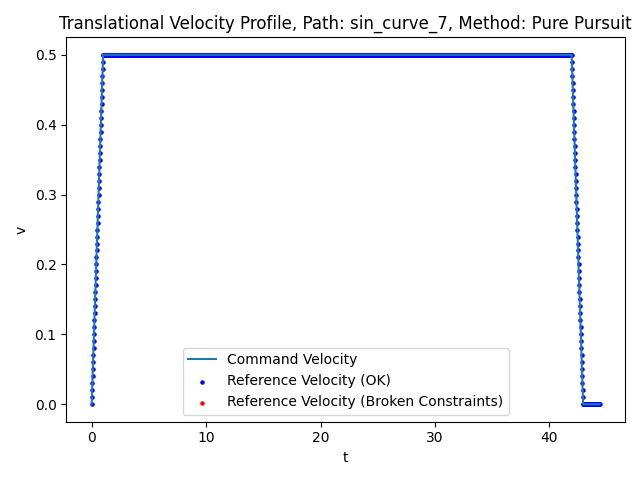 Translational Velocity Profile, Path: sin_curve_7, Method: Pure Pursuit
0.5
0.4
0.3
0.2
0.1
0.0
v
Command Velocity
Reference Velocity (OK)
Reference Velocity (Broken Constraints)
0 10 20 30 40
t